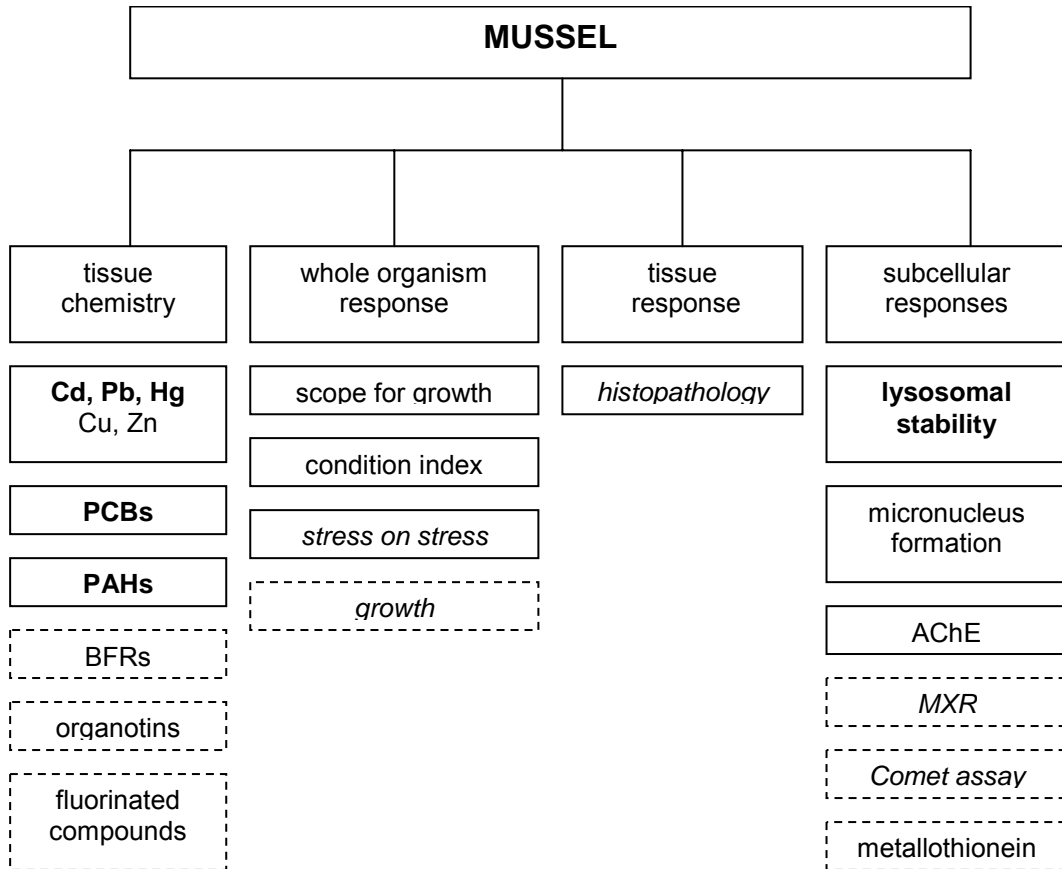 MUSSEL
tissue
chemistry
whole organism
response
tissue
response
subcellular
responses
Cd, Pb, Hg
Cu, Zn
PCBs
PAHs
BFRs
organotins
fluorinated
compounds
scope for growth
condition index
stress on stress
growth
histopathology
lysosomal
stability
micronucleus
formation
AChE
MXR
Comet assay
metallothionein